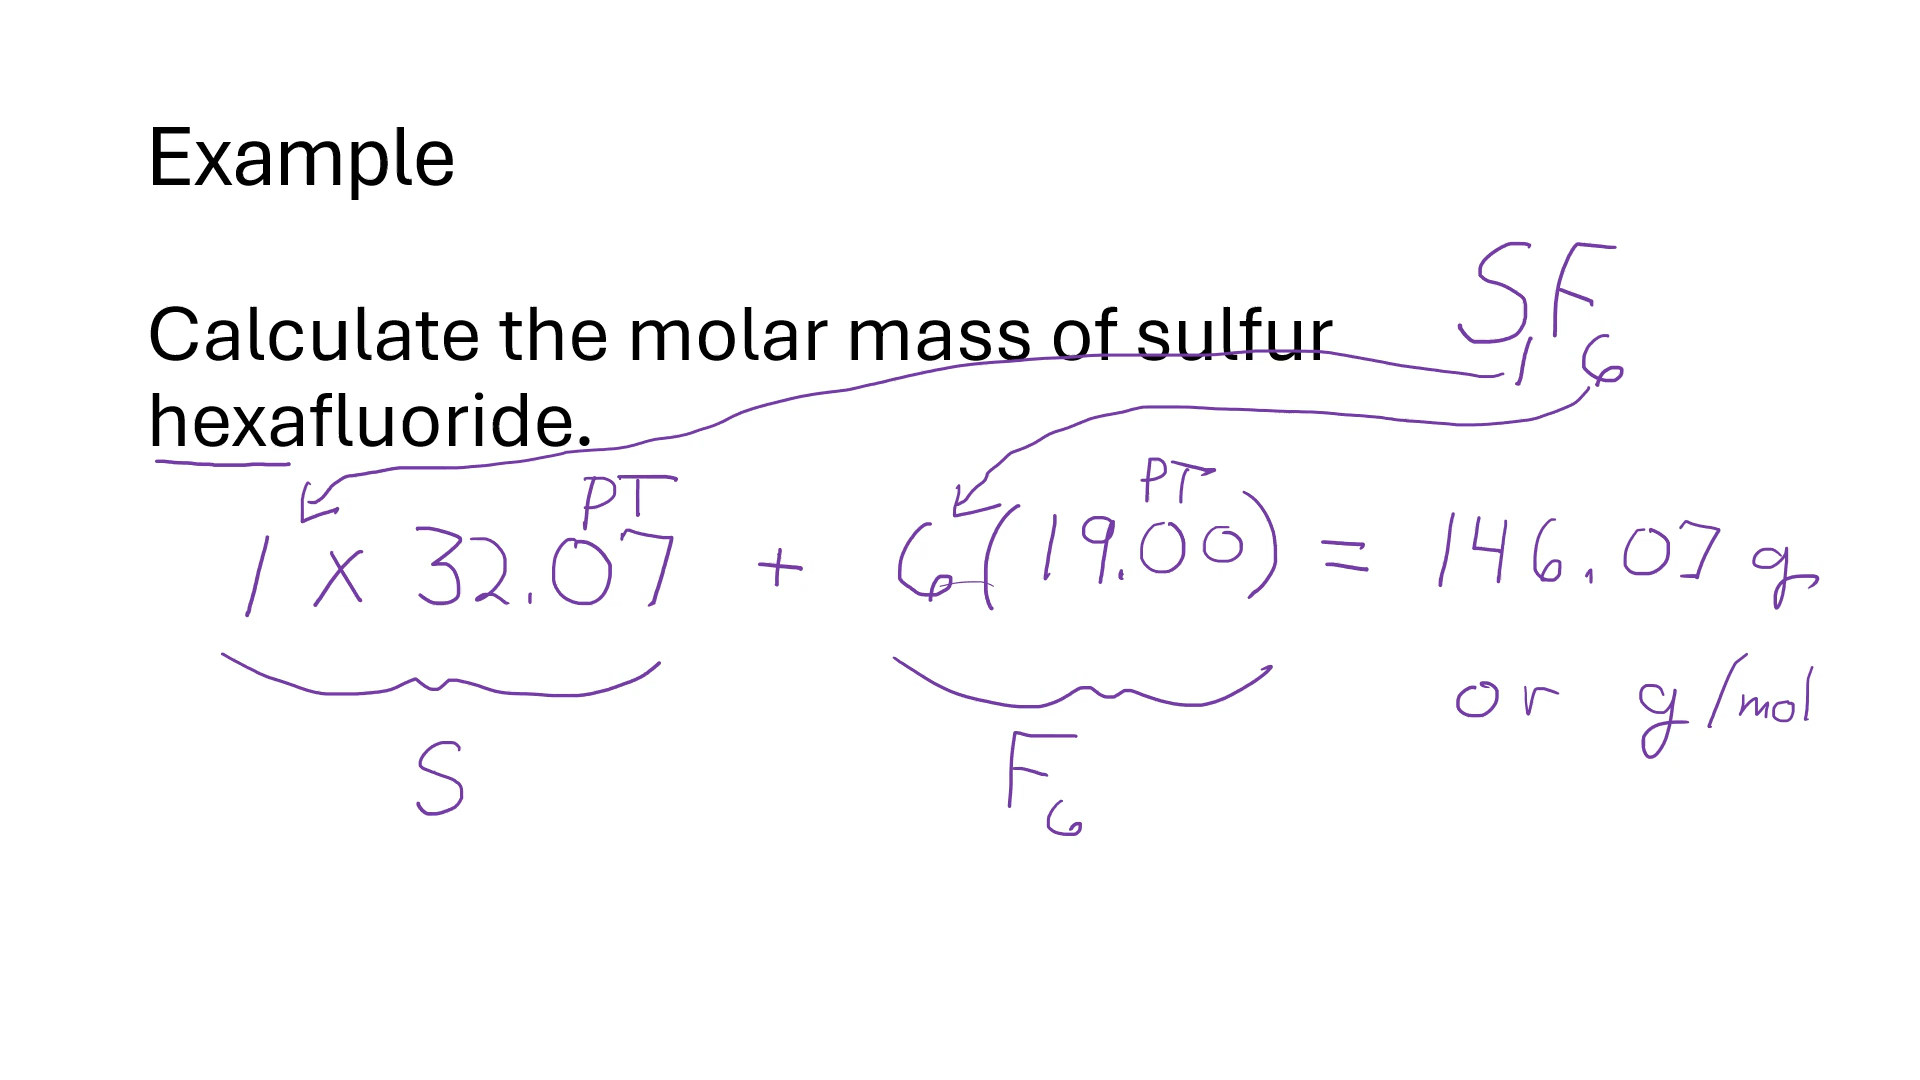 Example
SF
1 6
Calculate the molar mass of sulfur
hexafluoride.
PT PT
1 x 32.07 + 6(19.00) = 146.07 g
or g/mol
S F6